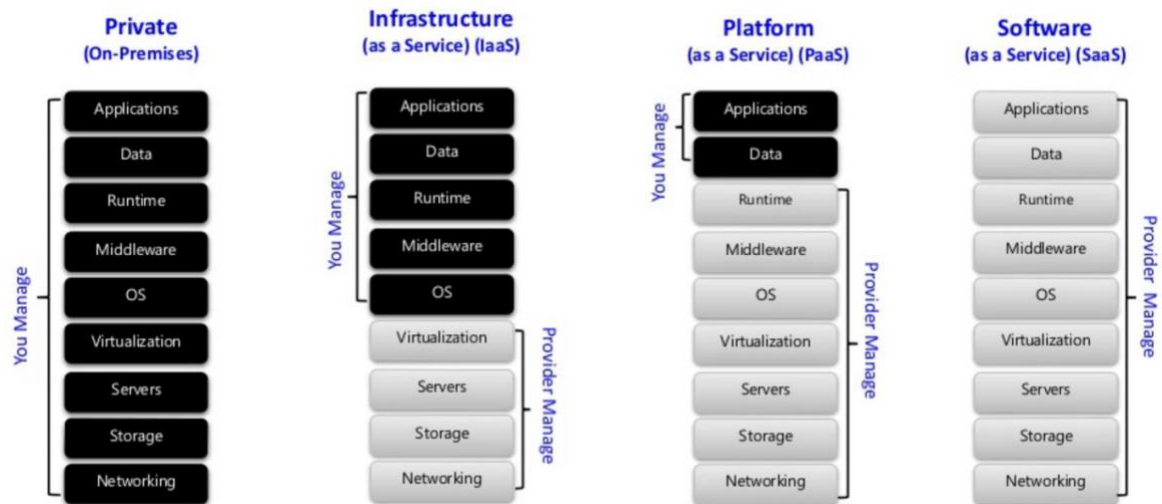 Private
(On-Premises)
You Manage
Applications
Data
Runtime
Middleware
OS
Virtualization
Servers
Storage
Networking
Infrastructure
(as a Service) (IaaS)
You Manage
Applications
Data
Runtime
Middleware
OS
Virtualization
Servers
Storage
Networking
Provider Manage
Platform
(as a Service) (PaaS)
You Manage
Applications
Data
Runtime
Middleware
OS
Virtualization
Servers
Storage
Networking
Provider Manage
Software
(as a Service) (SaaS)
Applications
Data
Runtime
Middleware
OS
Virtualization
Servers
Storage
Networking
Provider Manage